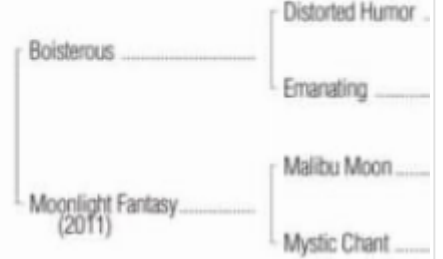 Distorted Humor
Boisterous
Emanating
Malibu Moon
Moonlight Fantasy
(2011)
Mystic Chant